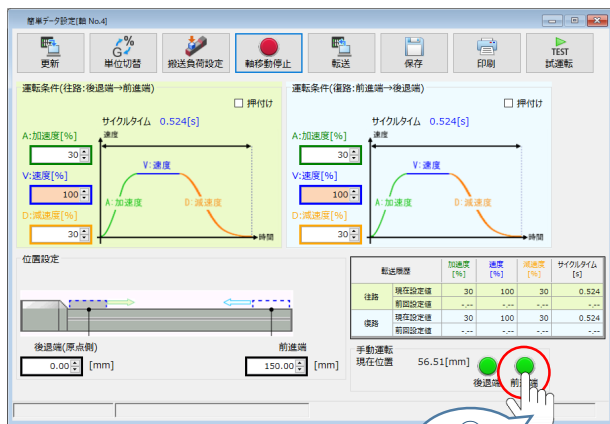 簡単データ設定[軸 No.4]
更新
単位切替
搬送負荷設定
軸移動停止
転送
保存
印刷
TEST
試運転
運転条件(往路:後退端→前進端)
押付け
サイクルタイム 0.524[s]
A:加速度[%]
30
V:速度[%]
100
D:減速度[%]
30
速度
V:速度
A:加速度
D:減速度
時間
運転条件(復路:前進端→後退端)
押付け
サイクルタイム 0.524[s]
A:加速度[%]
30
V:速度[%]
100
D:減速度[%]
30
速度
V:速度
A:加速度
D:減速度
時間
位置設定
後退端(原点側)
0.00 [mm]
前進端
150.00 [mm]
転送履歴 加速度[%] 速度[%] 減速度[%] サイクルタイム[s]
往路 現在設定値 30 100 30 0.524
前回設定値 -.-- -.-- -.-- -.--
復路 現在設定値 30 100 30 0.524
前回設定値 -.-- -.-- -.-- -.--
手動運転
現在位置 56.51[mm]
後退端 前進端